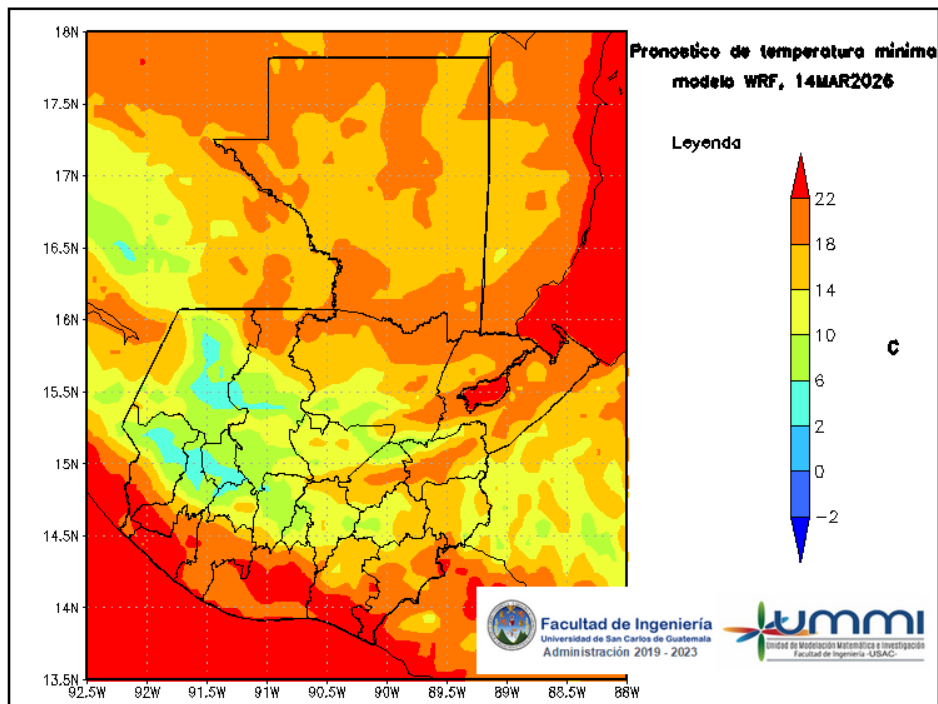 Pronostico de temperatura minima
modelo WRF, 14MAR2026
Leyenda
22
18
14
10
6
2
0
−2
C
18N
17.5N
17N
16.5N
16N
15.5N
15N
14.5N
14N
13.5N
92.5W
92W
91.5W
91W
90.5W
90W
89.5W
89W
88.5W
88W
Facultad de Ingeniería
Universidad de San Carlos de Guatemala
Administración 2019 - 2023
ummi
Unidad de Modelación Matemática e Investigación
Facultad de Ingeniería -USAC-